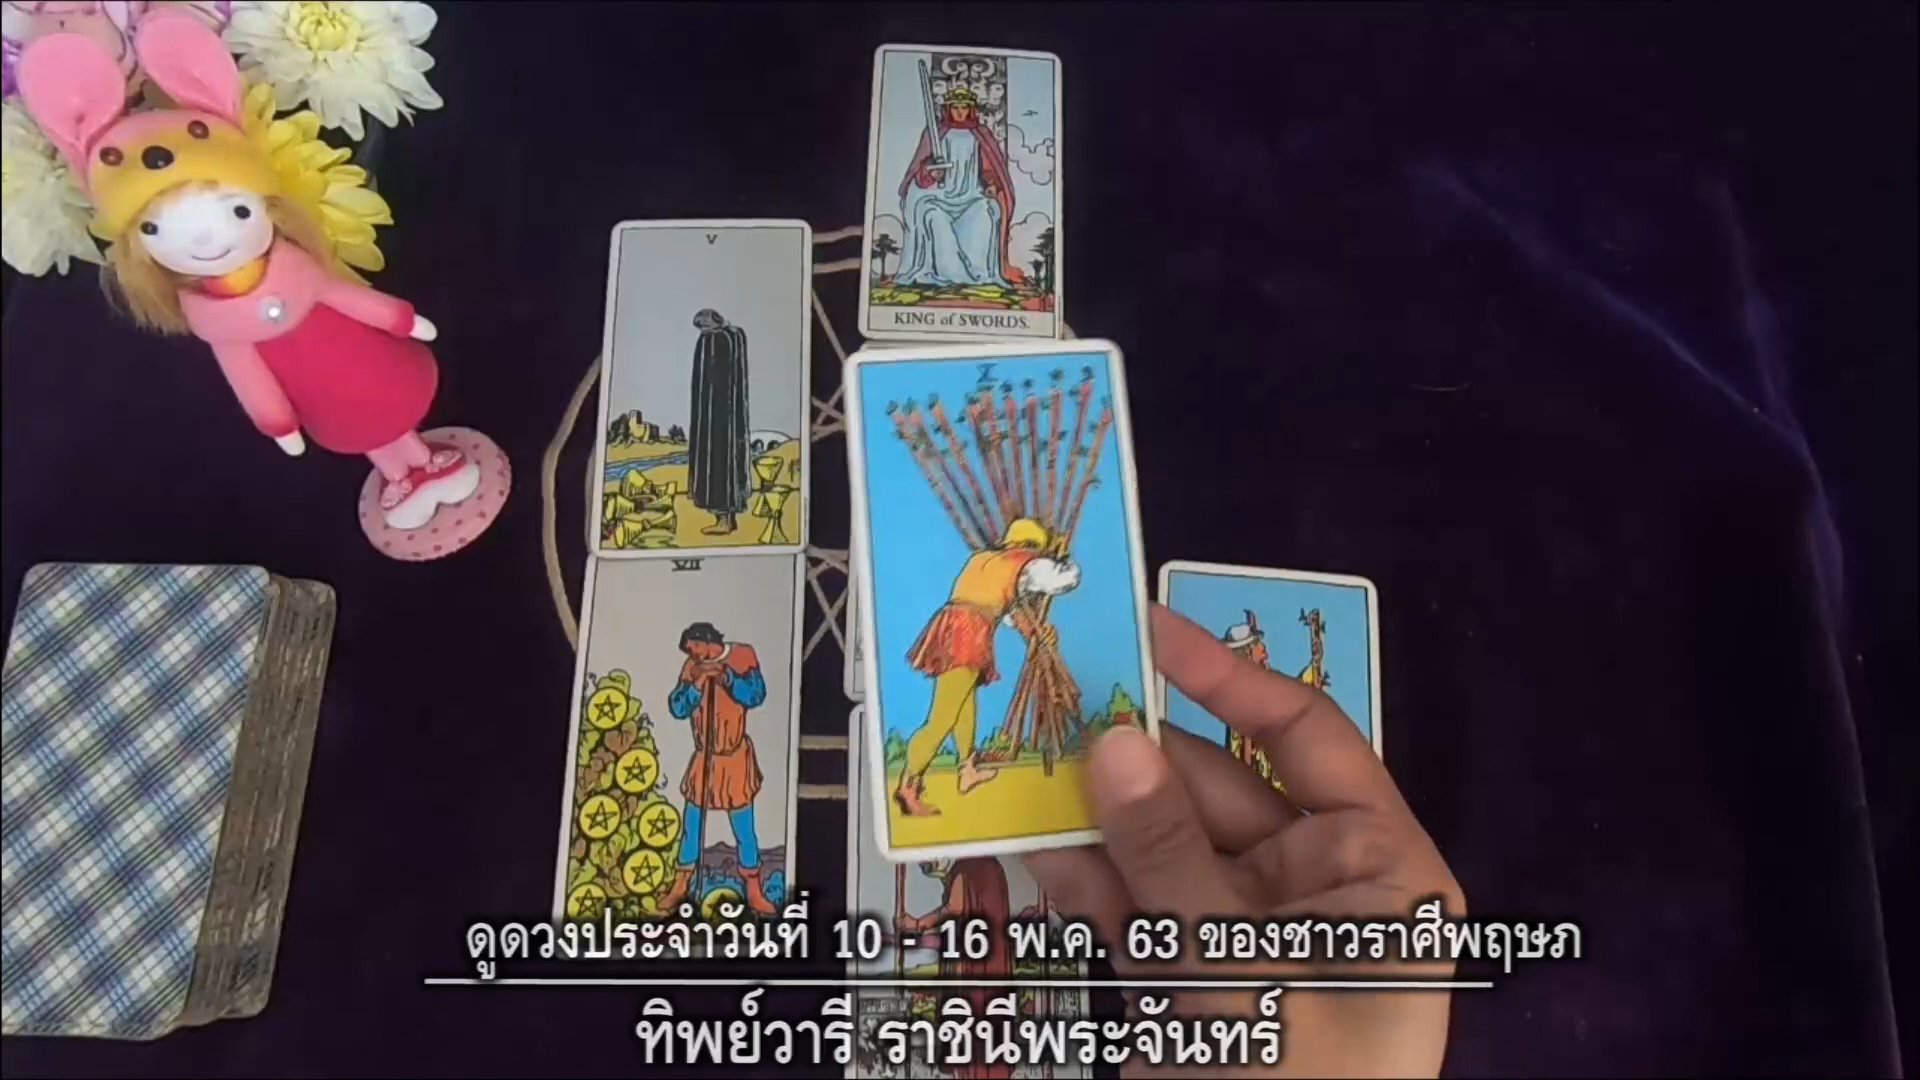 KING of SWORDS.
V
X
VII
ดูดวงประจำวันที่ 10 - 16 พ.ค. 63 ของชาวราศีพฤษภ
ทิพย์วารี ราชินีพระจันทร์